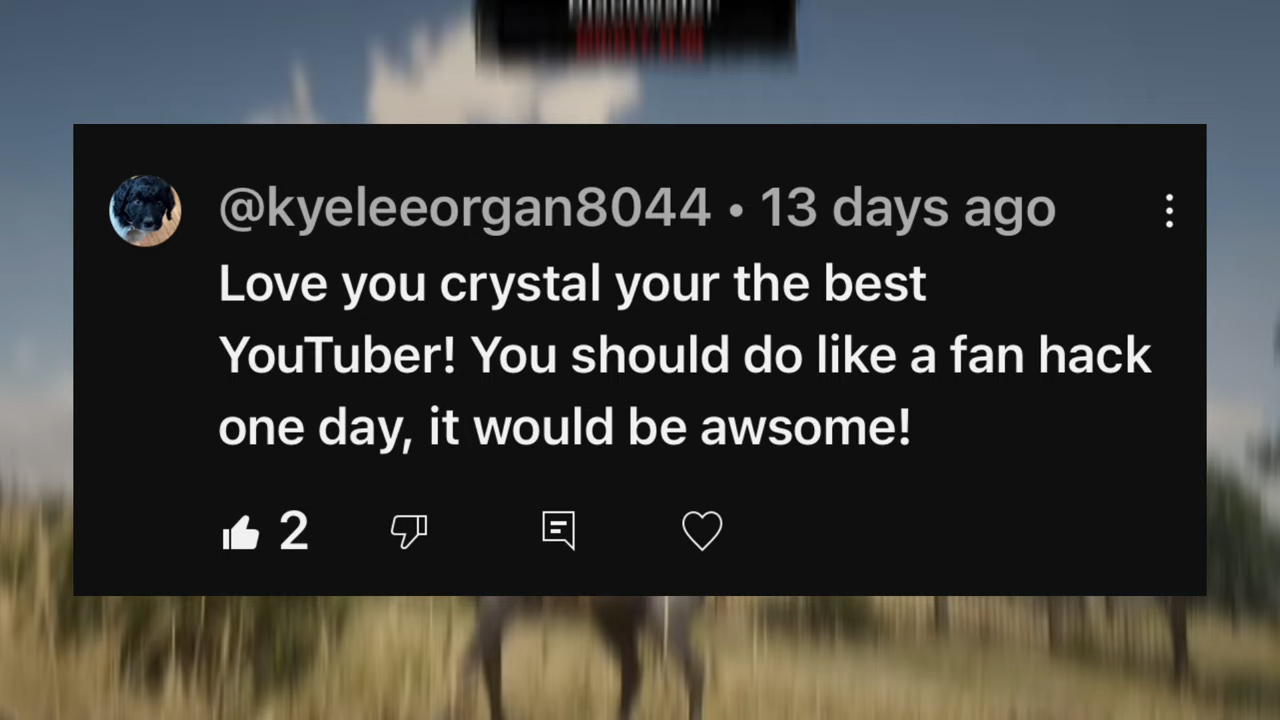 @kyeleeorgan8044 • 13 days ago
Love you crystal your the best
YouTuber! You should do like a fan hack
one day, it would be awsome!
2